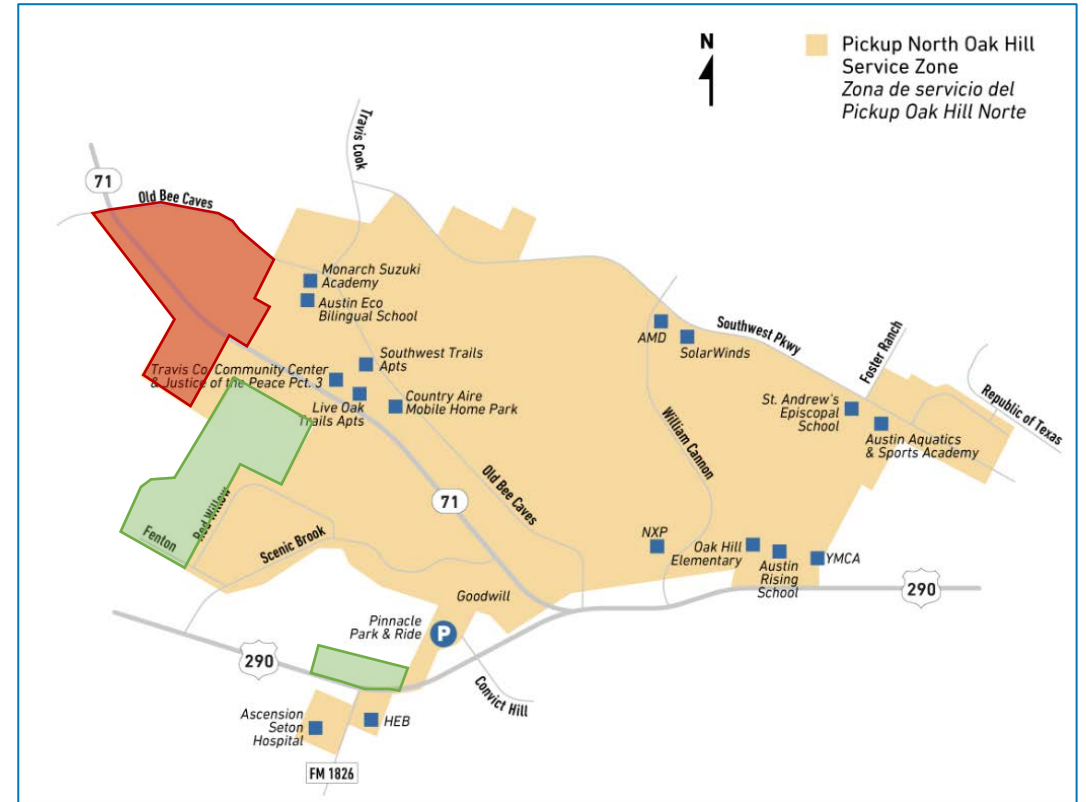 N
Pickup North Oak Hill
Service Zone
Zona de servicio del
Pickup Oak Hill Norte
Travis Cook
71
Old Bee Caves
Monarch Suzuki
Academy
Austin Eco
Bilingual School
Southwest Pkwy
AMD
SolarWinds
Foster Ranch
Republic of Texas
Travis Co. Community Center
& Justice of the Peace Pct. 3
Southwest Trails
Apts
Live Oak
Trails Apts
Country Aire
Mobile Home Park
St. Andrew's
Episcopal
School
Austin Aquatics
& Sports Academy
William Cannon
Old Bee Caves
71
Red Willow
Fenton
Scenic Brook
NXP
Oak Hill
Elementary
Austin
Rising
School
YMCA
290
Goodwill
Pinnacle
Park & Ride
P
290
Convict Hill
Ascension
Seton
Hospital
HEB
FM 1826